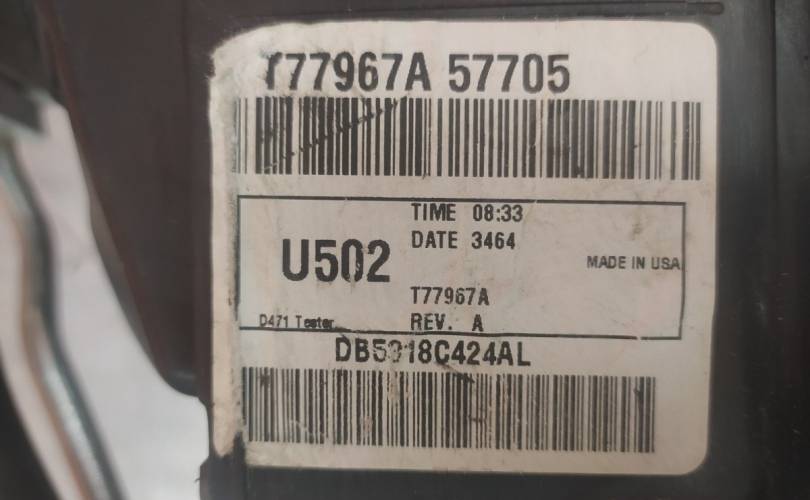 T77967A 57705
TIME 08:33
DATE 3464
U502
MADE IN USA
T77967A
D471 Tester
REV. A